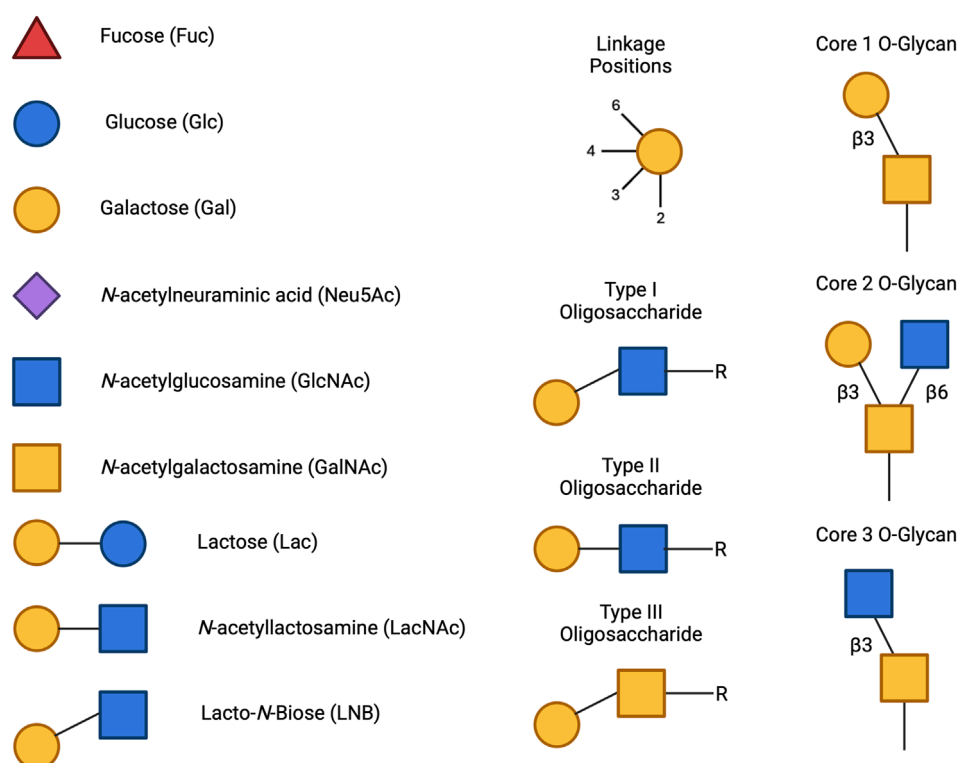 Fucose (Fuc)
Glucose (Glc)
Galactose (Gal)
N-acetylneuraminic acid (Neu5Ac)
N-acetylglucosamine (GlcNAc)
N-acetylgalactosamine (GalNAc)
Lactose (Lac)
N-acetyllactosamine (LacNAc)
Lacto-N-Biose (LNB)
Linkage
Positions
6
4
3
2
Type I
Oligosaccharide
R
Type II
Oligosaccharide
R
Type III
Oligosaccharide
R
Core 1 O-Glycan
β3
Core 2 O-Glycan
β3
β6
Core 3 O-Glycan
β3